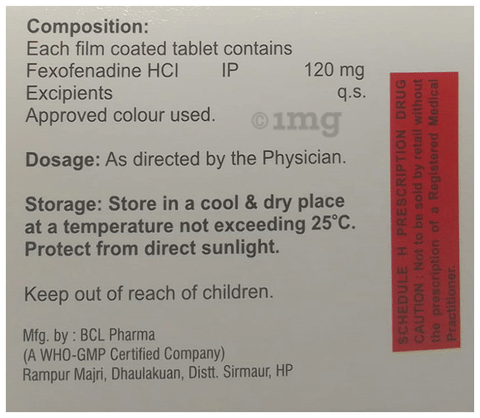 Composition:
Each film coated tablet contains
Fexofenadine HCl IP 120 mg
Excipients q.s.
Approved colour used.
©1mg
Dosage: As directed by the Physician.
Storage: Store in a cool & dry place
at a temperature not exceeding 25°C.
Protect from direct sunlight.
Keep out of reach of children.
Mfg. by : BCL Pharma
(A WHO-GMP Certified Company)
Rampur Majri, Dhaulakuan, Distt. Sirmaur, HP
SCHEDULE H PRESCRIPTION DRUG
CAUTION : Not to be sold by retail without
the prescription of a Registered Medical
Practitioner.